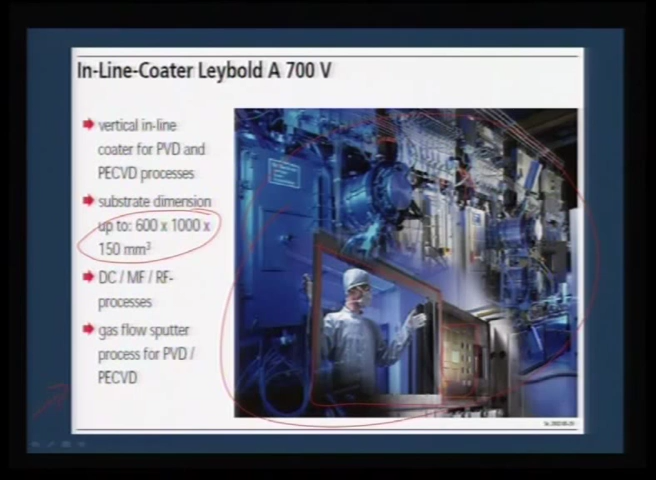 In-Line-Coater Leybold A 700 V
vertical in-line
coater for PVD and
PECVD processes
substrate dimension
up to: 600 x 1000 x
150 mm³
DC / MF / RF-
processes
gas flow sputter
process for PVD /
PECVD